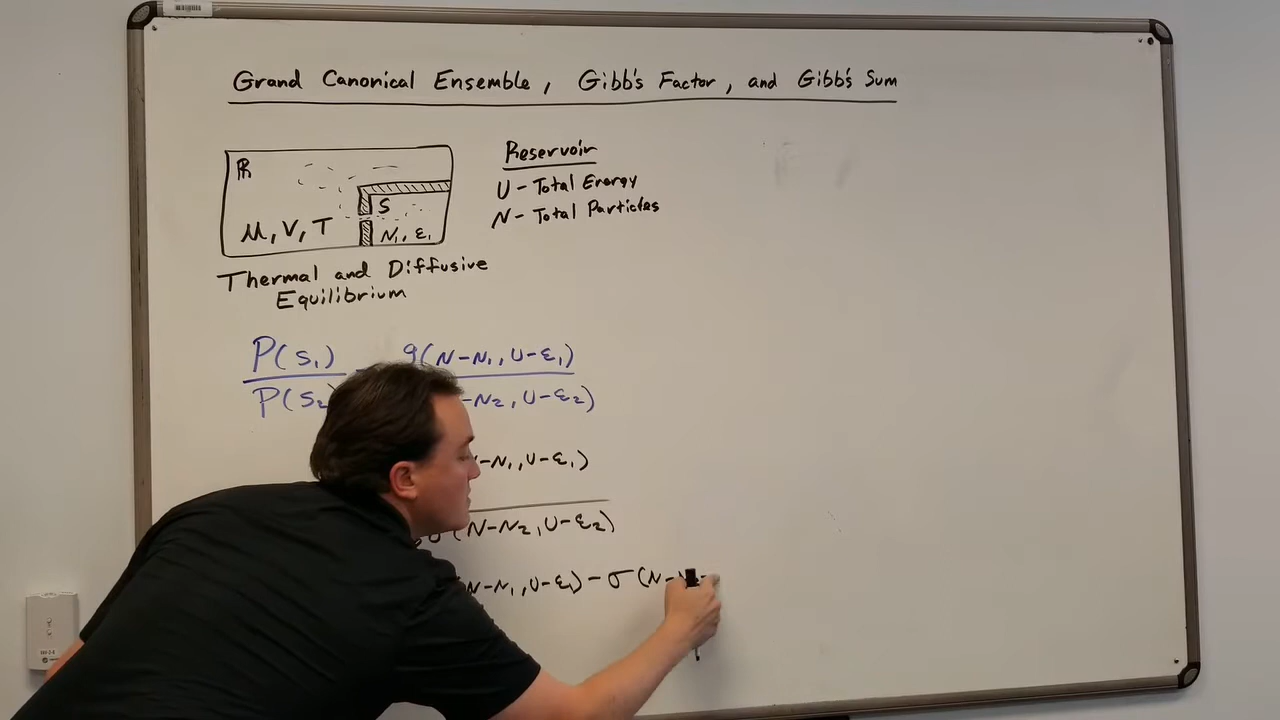 Grand Canonical Ensemble, Gibb's Factor, and Gibb's Sum
R
S
μ, V, T
N₁, ε₁
Reservoir
U - Total Energy
N - Total Particles
Thermal and Diffusive
Equilibrium
P(S₁) g(N-N₁, U-ε₁)
P(S₂ -N₂, U-ε₂)
-N₁, U-ε₁)
σ(N-N₂, U-ε₂)
(N-N₁, U-ε₁) - σ(N-